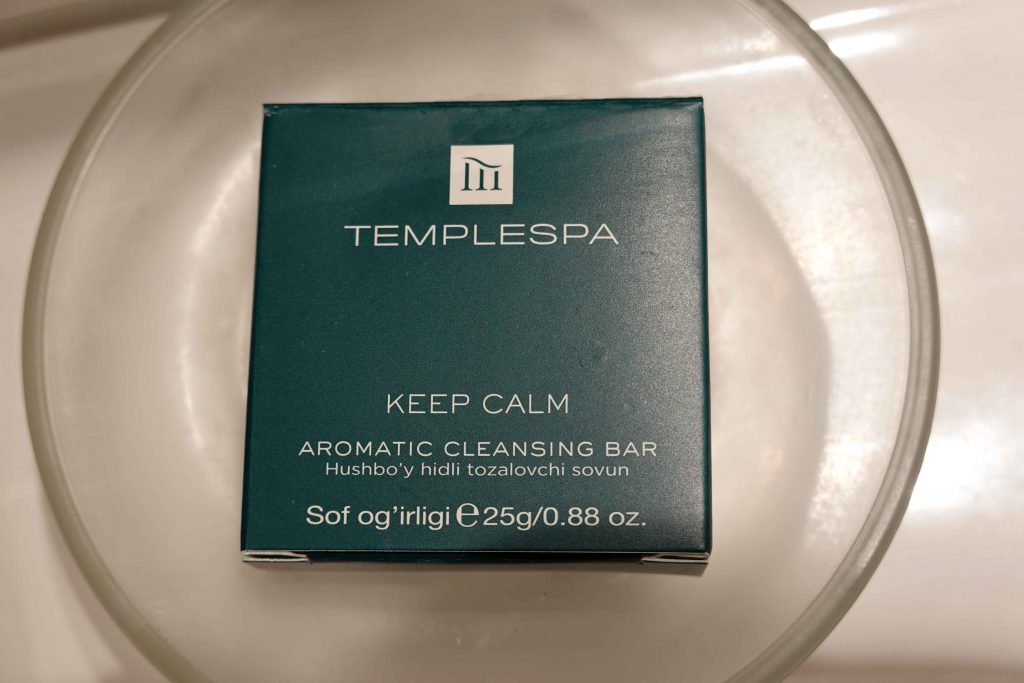 TEMPLESPA
KEEP CALM
AROMATIC CLEANSING BAR
Hushbo'y hidli tozalovchi sovun
Sof og'irligi ℮ 25g/0.88 oz.